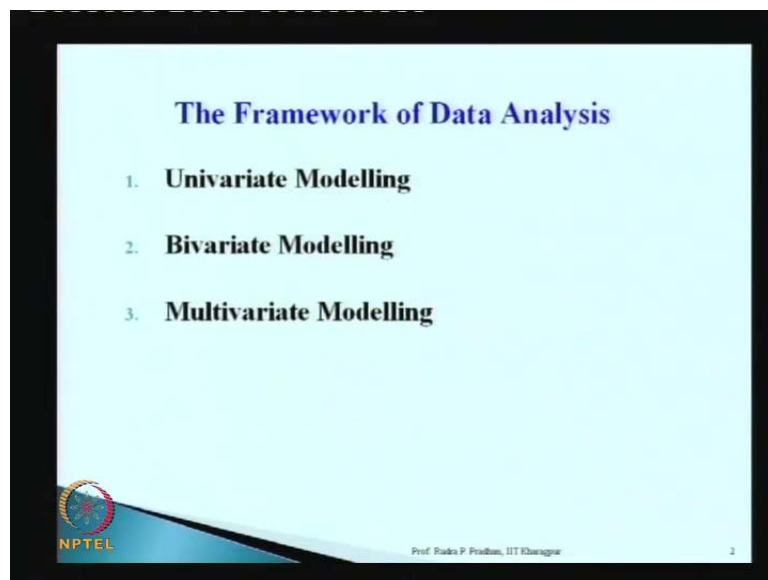 The Framework of Data Analysis
1. Univariate Modelling
2. Bivariate Modelling
3. Multivariate Modelling
NPTEL
Prof. Rudra P. Pradhan, IIT Kharagpur
2